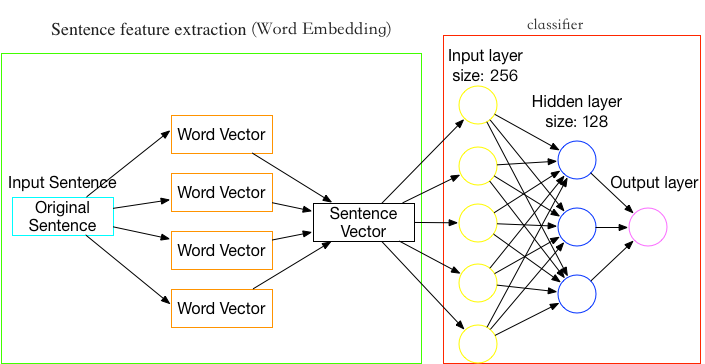 Sentence feature extraction (Word Embedding)
classifier
Input layer
size: 256
Hidden layer
size: 128
Word Vector
Input Sentence
Word Vector
Output layer
Original
Sentence
Sentence
Vector
Word Vector
Word Vector